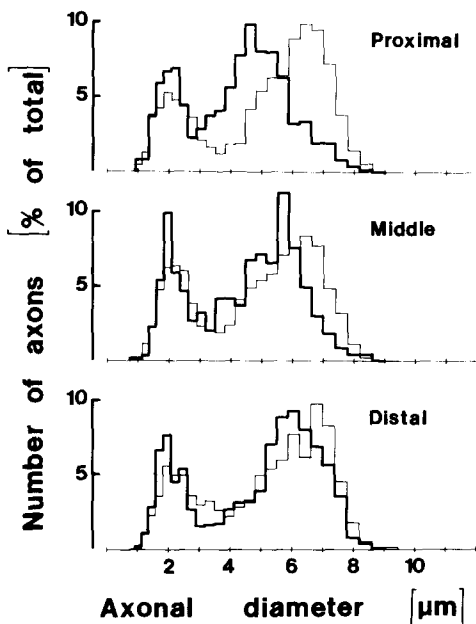 Number of axons [% of total]
10
5
Proximal
10
5
Middle
10
5
Distal
2 4 6 8 10
Axonal diameter [µm]